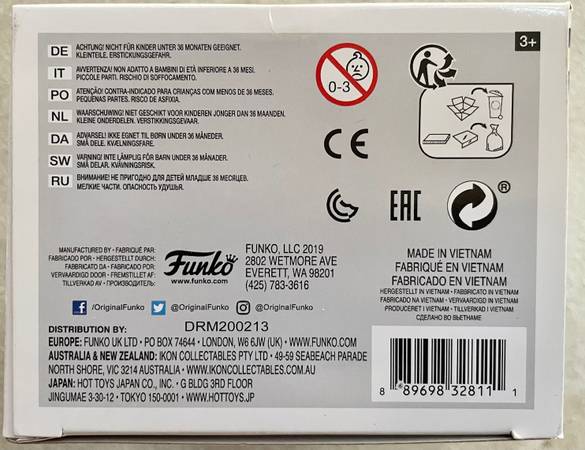 DE ACHTUNG! NICHT FÜR KINDER UNTER 36 MONATEN GEEIGNET.
KLEINTEILE. ERSTICKUNGSGEFAHR.
IT AVVERTENZA! NON ADATTO A BAMBINI DI ETÀ INFERIORE A 36 MESI.
PICCOLE PARTI. RISCHIO DI SOFFOCAMENTO.
PO ATENÇÃO! CONTRA-INDICADO PARA CRIANÇAS COM MENOS DE 36 MESES.
PEQUENAS PARTES. RISCO DE ASFIXIA.
NL WAARSCHUWING! NIET GESCHIKT VOOR KINDEREN JONGER DAN 36 MAANDEN.
KLEINE ONDERDELEN. VERSTIKKINGSGEVAAR.
DA ADVARSEL! IKKE EGNET TIL BØRN UNDER 36 MÅNEDER.
SMÅ DELE. KVÆLNINGSFARE.
SW VARNING! INTE LÄMPLIG FÖR BARN UNDER 36 MÅNADER.
SMÅ DELAR. KVÄVNINGSRISK.
RU ВНИМАНИЕ! НЕ ПРИГОДНО ДЛЯ ДЕТЕЙ МЛАДШЕ 36 МЕСЯЦЕВ.
МЕЛКИЕ ЧАСТИ. ОПАСНОСТЬ УДУШЬЯ.
0-3
3+
CE
EAC
®
MANUFACTURED BY • FABRIQUÉ PAR:
FABRICADO POR • HERGESTELLT DURCH:
FABBRICATO DA • FABRICADO POR:
VERVAARDIGD DOOR • FREMSTILLET AF:
TILLVERKAD AV • ПРОИЗВОДИТЕЛЬ:
Funko
www.funko.com
FUNKO, LLC 2019
2802 WETMORE AVE
EVERETT, WA 98201
(425) 783-3616
MADE IN VIETNAM
FABRIQUÉ EN VIETNAM
FABRICADO EN VIETNAM
HERGESTELLT IN VIETNAM • FABBRICATO IN VIETNAM
FABRICADO NA VIETNAM • VERVAARDIGD IN VIETNAM
PRODUCERET I VIETNAM • TILLVERKAD I VIETNAM
СДЕЛАНО ВО ВЬЕТНАМЕ
/OriginalFunko @OriginalFunko @OriginalFunko
DRM200213
DISTRIBUTION BY:
EUROPE: FUNKO UK LTD • PO BOX 74644 • LONDON, W6 6JW (UK) • WWW.FUNKO.COM
AUSTRALIA & NEW ZEALAND: IKON COLLECTABLES PTY LTD • 49-59 SEABEACH PARADE
NORTH SHORE, VIC 3214 AUSTRALIA • WWW.IKONCOLLECTABLES.COM.AU
JAPAN: HOT TOYS JAPAN CO., INC. • G BLDG 3RD FLOOR
JINGUMAE 3-30-12 • TOKYO 150-0001 • WWW.HOTTOYS.JP
8 89698 32811 1